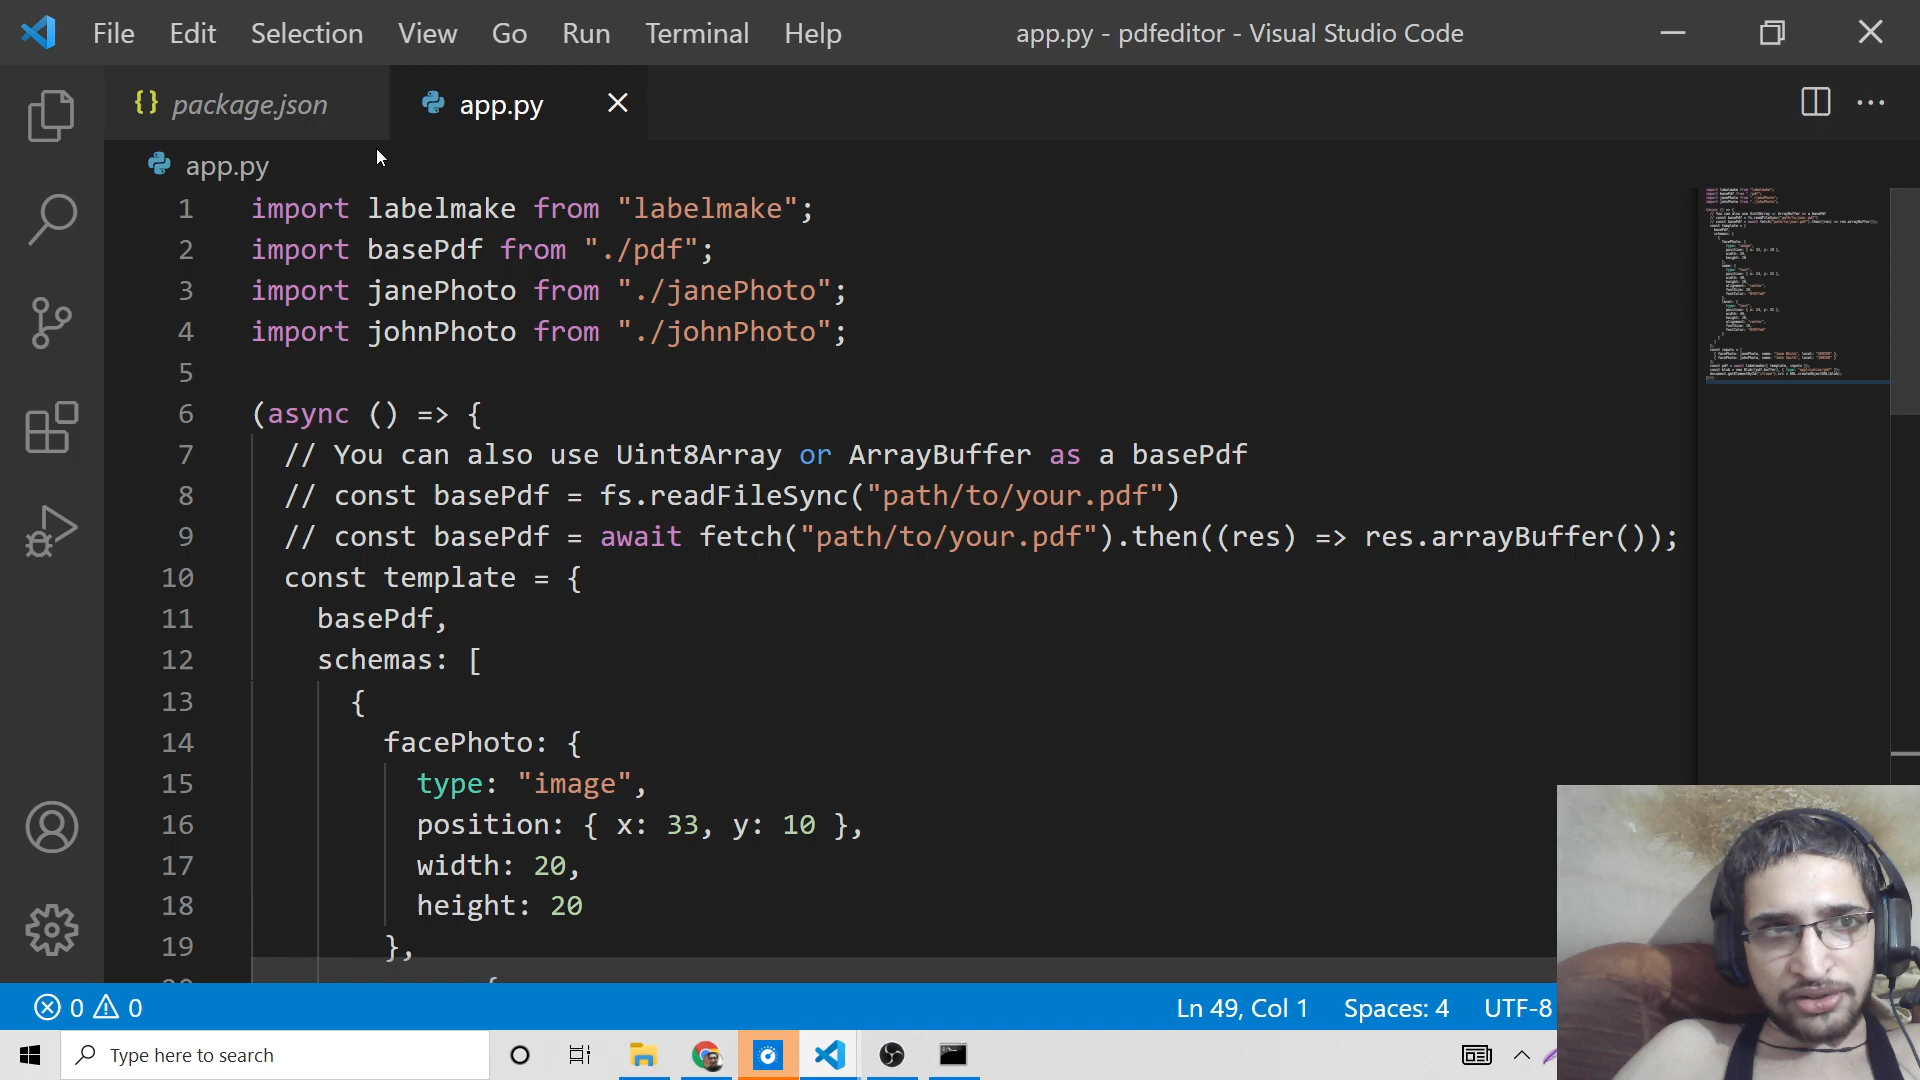 File Edit Selection View Go Run Terminal Help app.py - pdfeditor - Visual Studio Code
{} package.json app.py
app.py
1 import labelmake from "labelmake";
2 import basePdf from "./pdf";
3 import janePhoto from "./janePhoto";
4 import johnPhoto from "./johnPhoto";
5
6 (async () => {
7 // You can also use Uint8Array or ArrayBuffer as a basePdf
8 // const basePdf = fs.readFileSync("path/to/your.pdf")
9 // const basePdf = await fetch("path/to/your.pdf").then((res) => res.arrayBuffer());
10 const template = {
11 basePdf,
12 schemas: [
13 {
14 facePhoto: {
15 type: "image",
16 position: { x: 33, y: 10 },
17 width: 20,
18 height: 20
19 },
0 0 Ln 49, Col 1 Spaces: 4 UTF-8
Type here to search